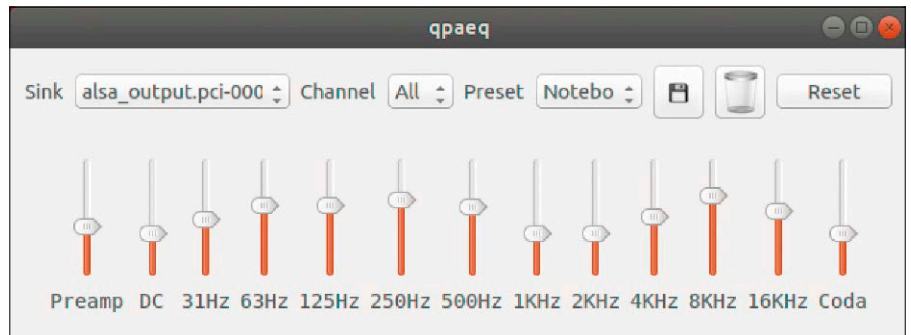 qpaeq
Sink alsa_output.pci-000 Channel All Preset Notebo Reset
Preamp DC 31Hz 63Hz 125Hz 250Hz 500Hz 1KHz 2KHz 4KHz 8KHz 16KHz Coda